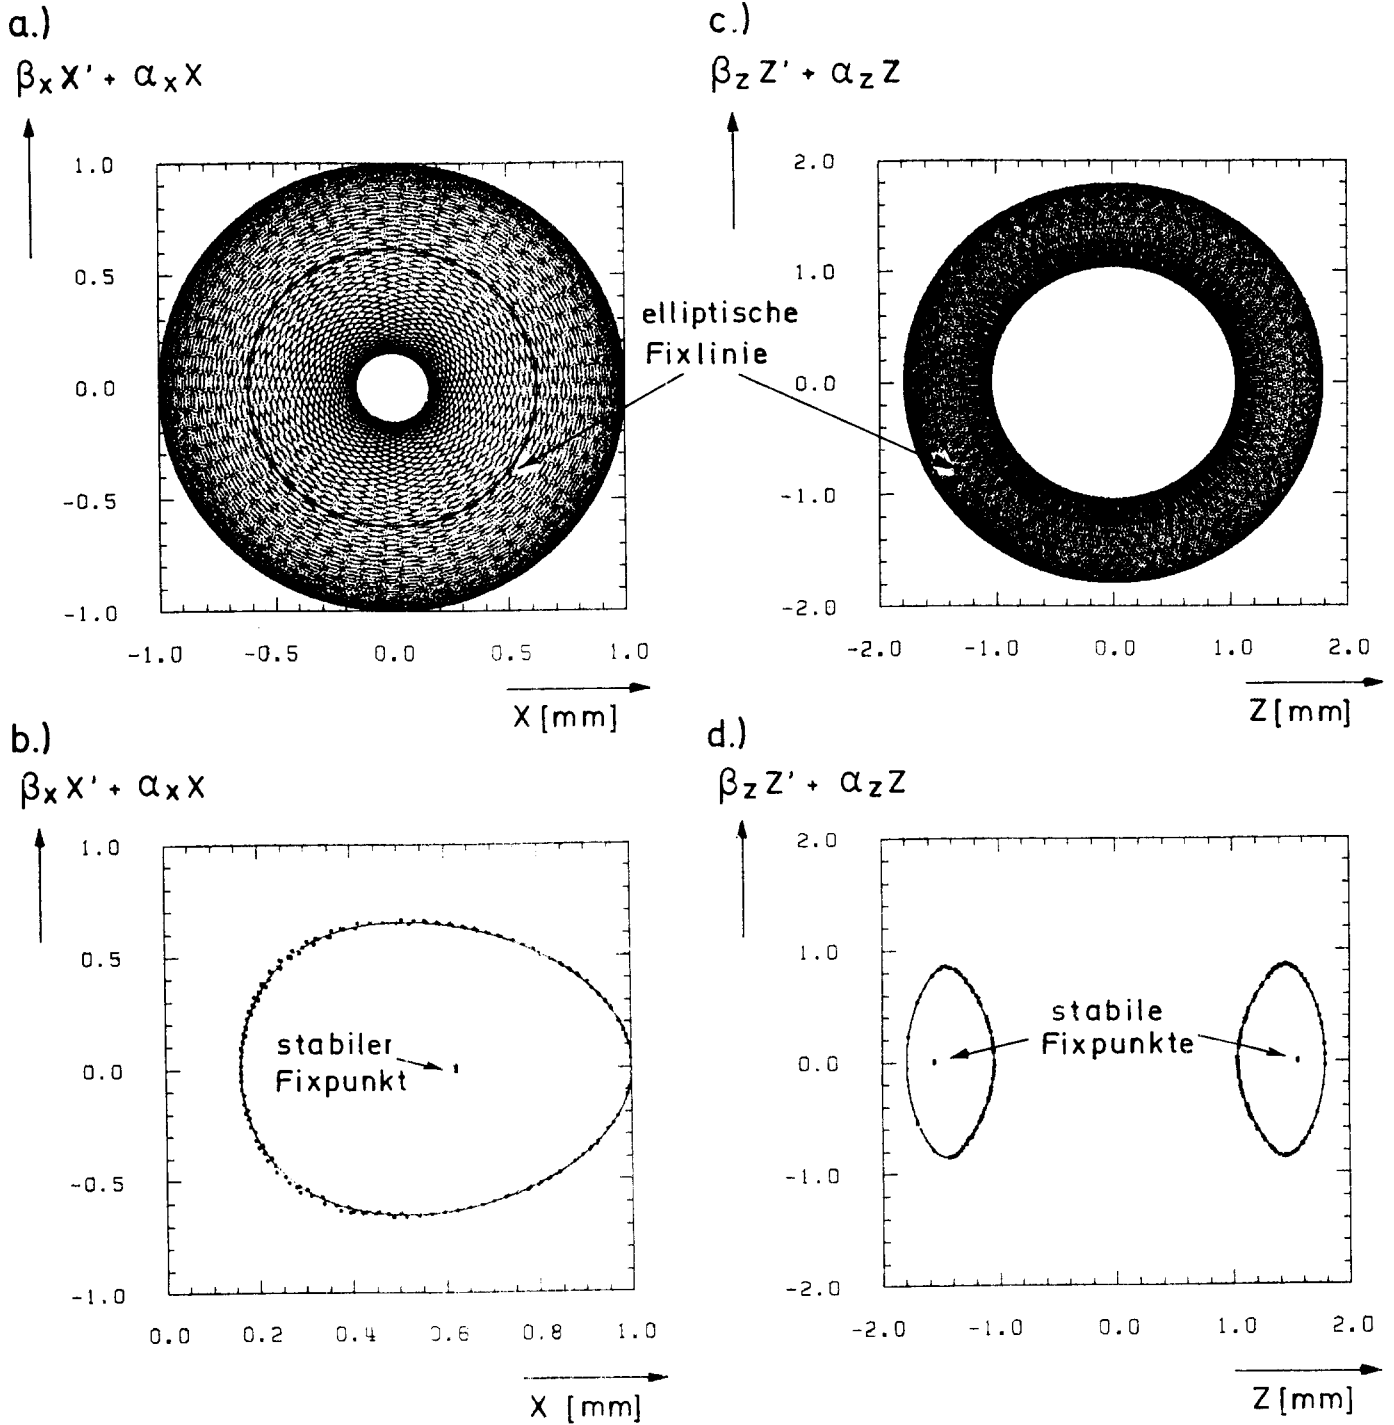 a.)
βx X' + αx X
1.0
0.5
0.0
-0.5
-1.0
-1.0 -0.5 0.0 0.5 1.0
X [mm]
elliptische
Fixlinie
c.)
βz Z' + αz Z
2.0
1.0
0.0
-1.0
-2.0
-2.0 -1.0 0.0 1.0 2.0
Z [mm]
b.)
βx X' + αx X
1.0
0.5
0.0
-0.5
-1.0
stabiler
Fixpunkt
0.0 0.2 0.4 0.6 0.8 1.0
X [mm]
d.)
βz Z' + αz Z
2.0
1.0
0.0
-1.0
-2.0
stabile
Fixpunkte
-2.0 -1.0 0.0 1.0 2.0
Z [mm]